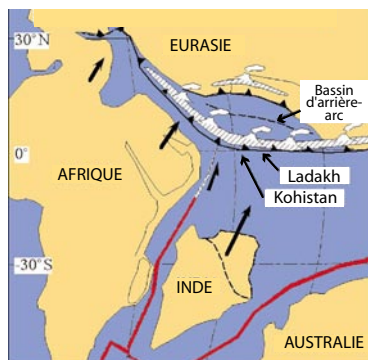 30°N
EURASIE
Bassin
d'arrière-
arc
0°
AFRIQUE
Ladakh
Kohistan
-30°S
INDE
AUSTRALIE